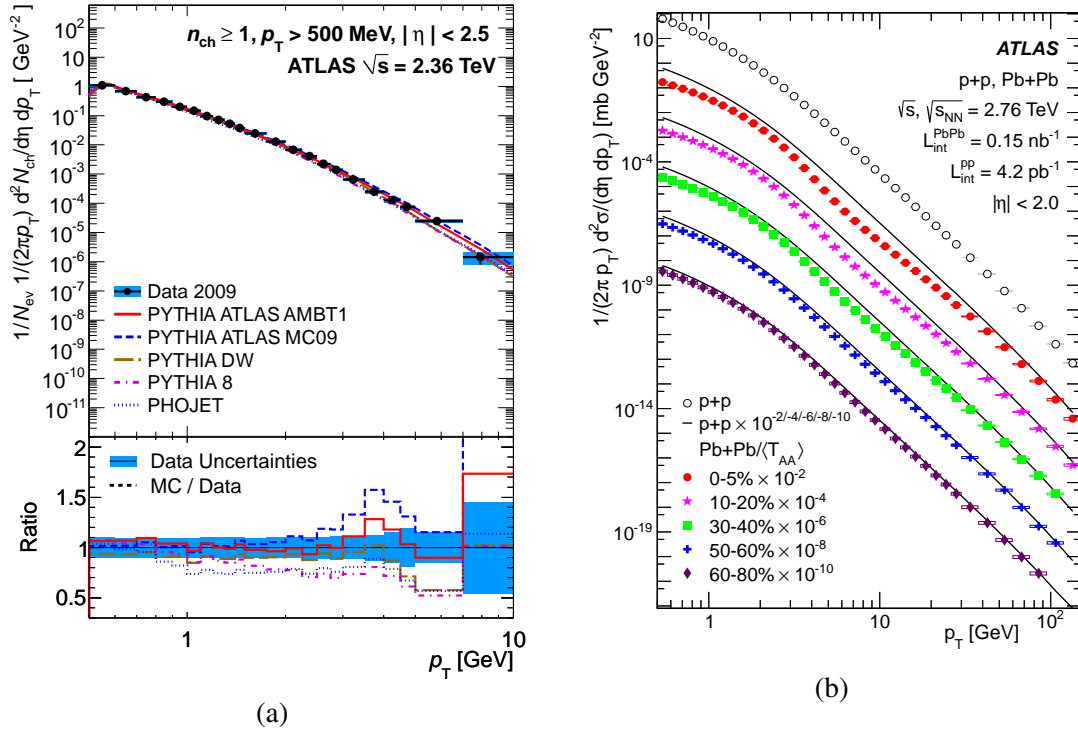 n_ch ≥ 1, p_T > 500 MeV, | η | < 2.5
ATLAS √s = 2.36 TeV
1/N_ev 1/(2πp_T) d²N_ch/dη dp_T [ GeV⁻²]
10²
10
1
10⁻¹
10⁻²
10⁻³
10⁻⁴
10⁻⁵
10⁻⁶
10⁻⁷
10⁻⁸
10⁻⁹
10⁻¹⁰
10⁻¹¹
Data 2009
PYTHIA ATLAS AMBT1
PYTHIA ATLAS MC09
PYTHIA DW
PYTHIA 8
PHOJET
Ratio
2
1.5
1
0.5
Data Uncertainties
MC / Data
1
10
p_T [GeV]
(a)
1/(2π p_T) d²σ/(dη dp_T) [mb GeV⁻²]
10
10⁻⁴
10⁻⁹
10⁻¹⁴
10⁻¹⁹
ATLAS
p+p, Pb+Pb
√s, √s_NN = 2.76 TeV
L_int^PbPb = 0.15 nb⁻¹
L_int^pp = 4.2 pb⁻¹
|η| < 2.0
p+p
p+p × 10^-2/-4/-6/-8/-10
Pb+Pb/⟨T_AA⟩
0-5% × 10⁻²
10-20% × 10⁻⁴
30-40% × 10⁻⁶
50-60% × 10⁻⁸
60-80% × 10⁻¹⁰
1
10
10²
p_T [GeV]
(b)